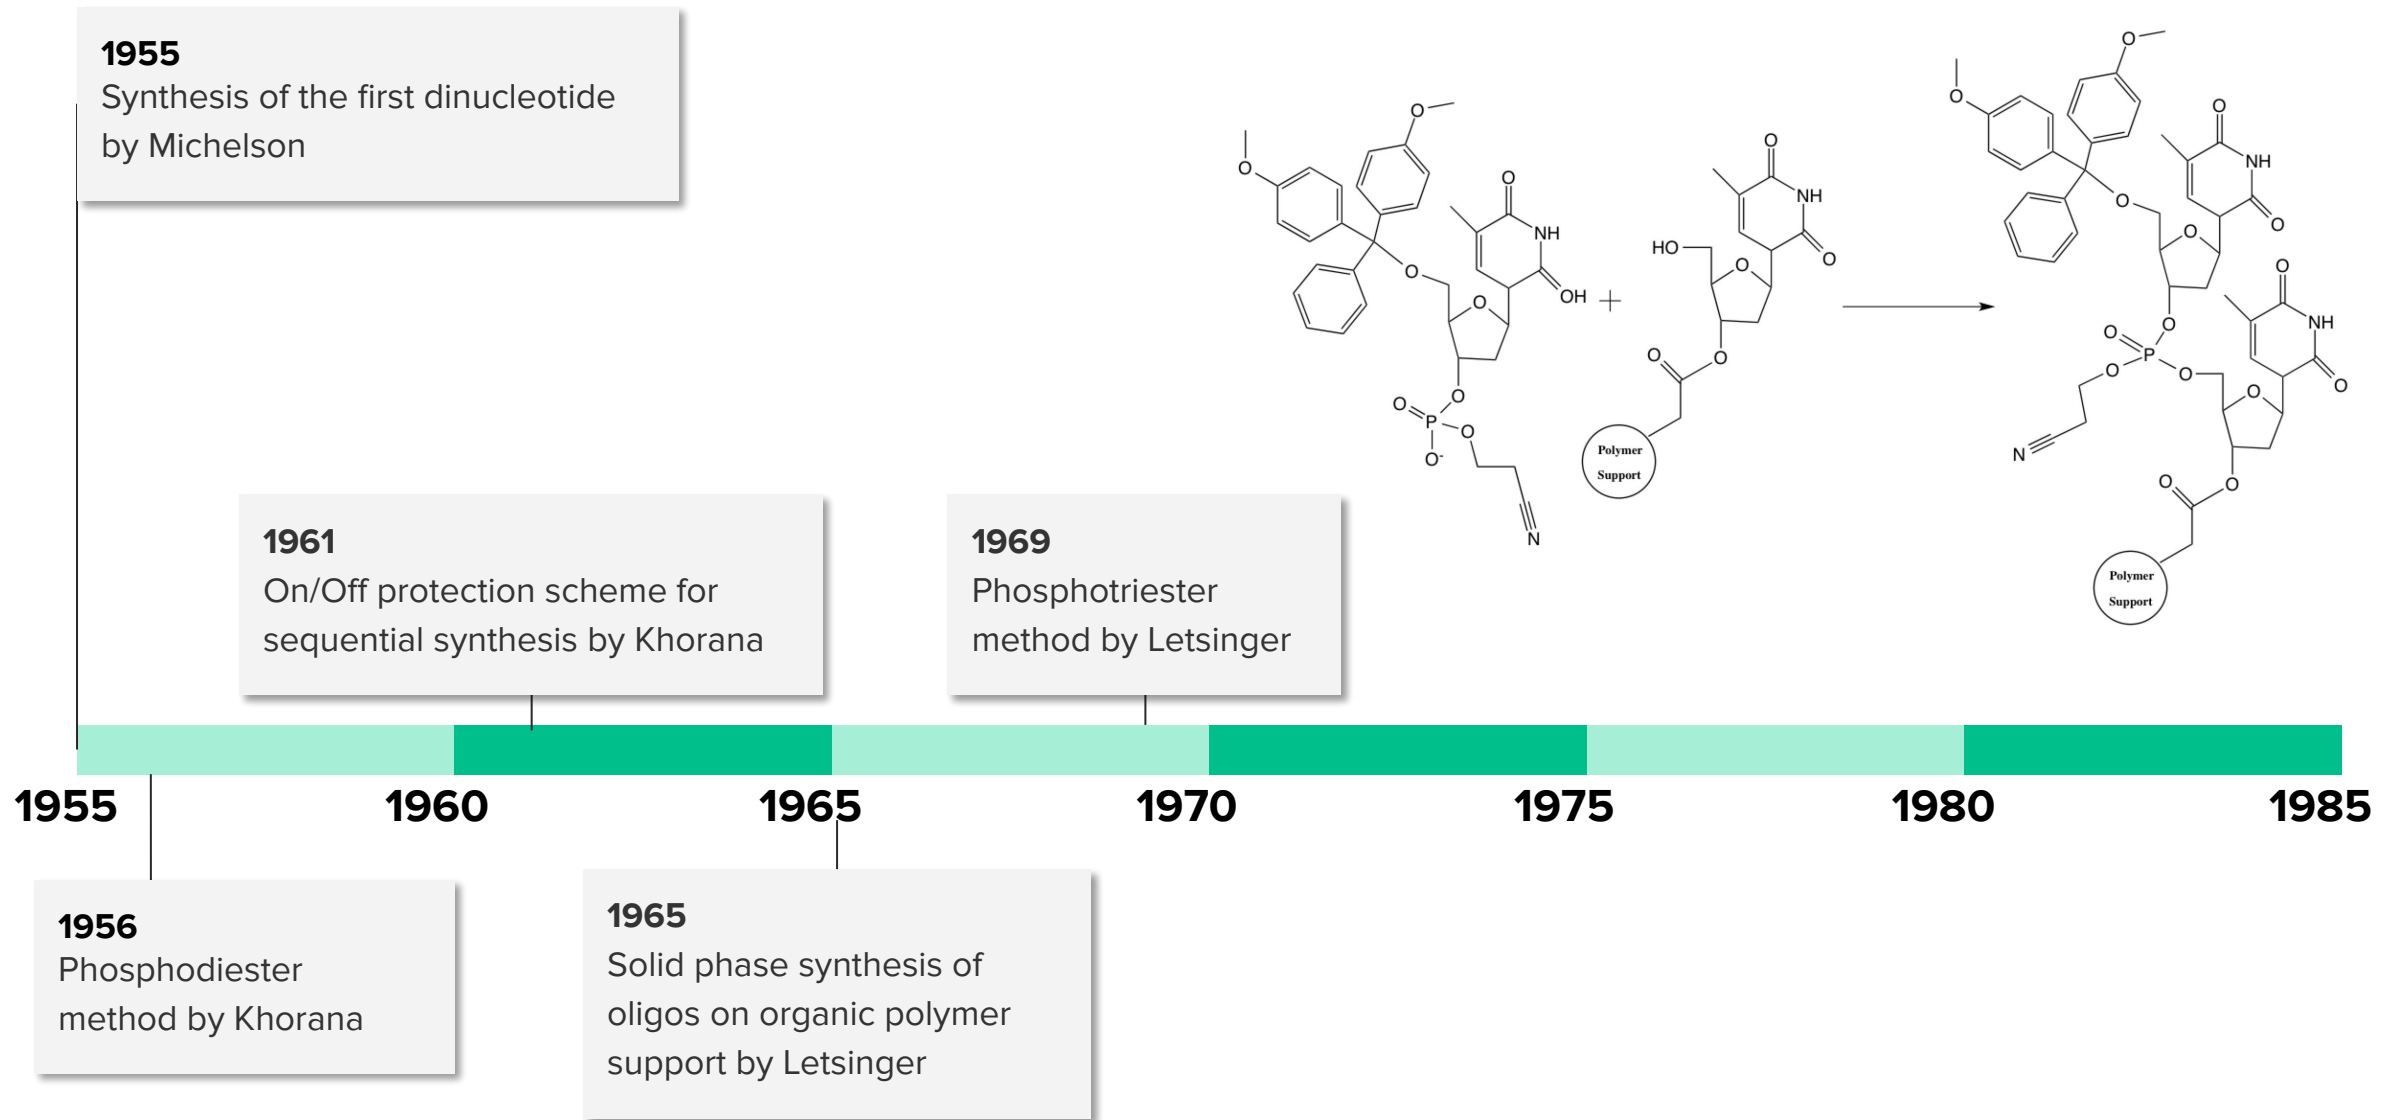 1955
Synthesis of the first dinucleotide
by Michelson
1961
On/Off protection scheme for
sequential synthesis by Khorana
1969
Phosphotriester
method by Letsinger
O
O
O
O
NH
OH
O
O
O
P
O
O-
N
+
O
NH
O
HO
O
O
O
Polymer
Support
O
O
O
O
NH
O
O
O
O
P
O
O
N
O
NH
O
O
O
O
Polymer
Support
1955 1960 1965 1970 1975 1980 1985
1956
Phosphodiester
method by Khorana
1965
Solid phase synthesis of
oligos on organic polymer
support by Letsinger